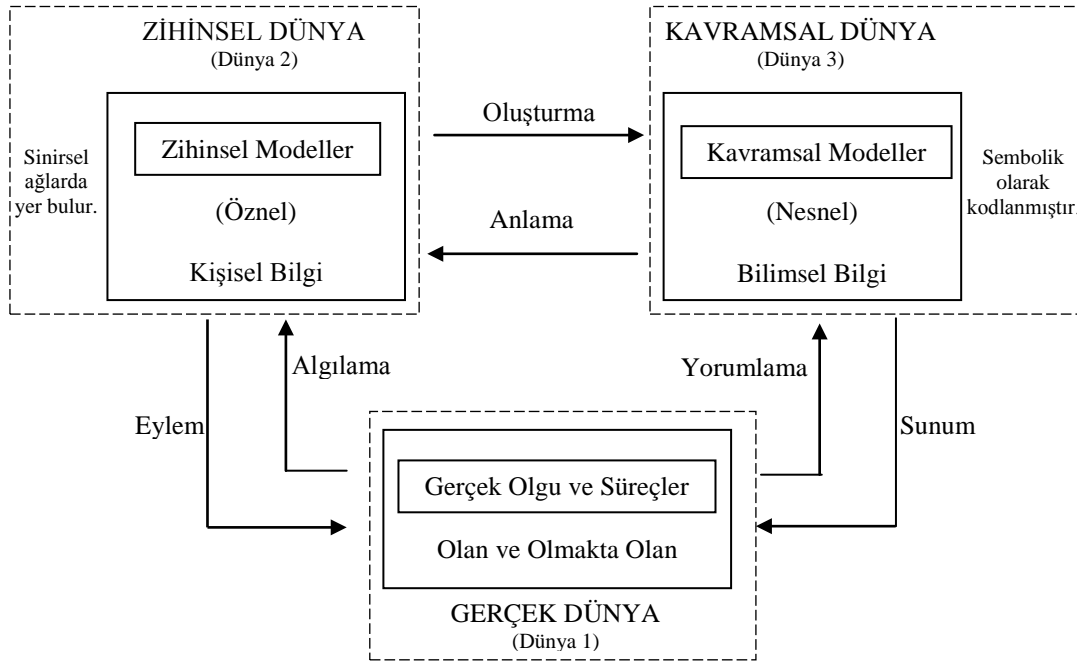 ZİHİNSEL DÜNYA
(Dünya 2)
Sinirsel
ağlarda
yer bulur.
Zihinsel Modeller
(Öznel)
Kişisel Bilgi
Oluşturma
Anlama
KAVRAMSAL DÜNYA
(Dünya 3)
Kavramsal Modeller
(Nesnel)
Bilimsel Bilgi
Sembolik
olarak
kodlanmıştır.
Algılama
Eylem
Yorumlama
Sunum
Gerçek Olgu ve Süreçler
Olan ve Olmakta Olan
GERÇEK DÜNYA
(Dünya 1)